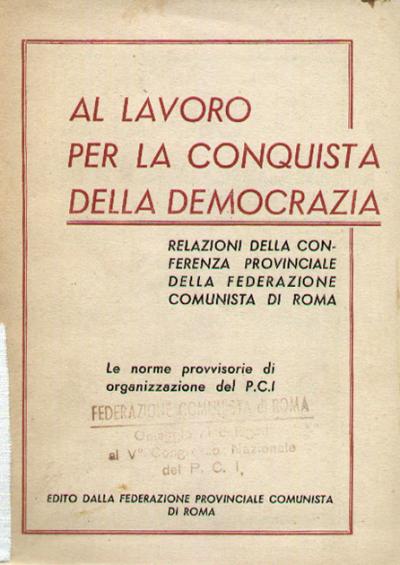 AL LAVORO
PER LA CONQUISTA
DELLA DEMOCRAZIA
RELAZIONI DELLA CON-
FERENZA PROVINCIALE
DELLA FEDERAZIONE
COMUNISTA DI ROMA
Le norme provvisorie di
organizzazione del P.C.I
FEDERAZIONE COMUNISTA di ROMA
al V° Congresso Nazionale
del P. C. I.
EDITO DALLA FEDERAZIONE PROVINCIALE COMUNISTA
DI ROMA